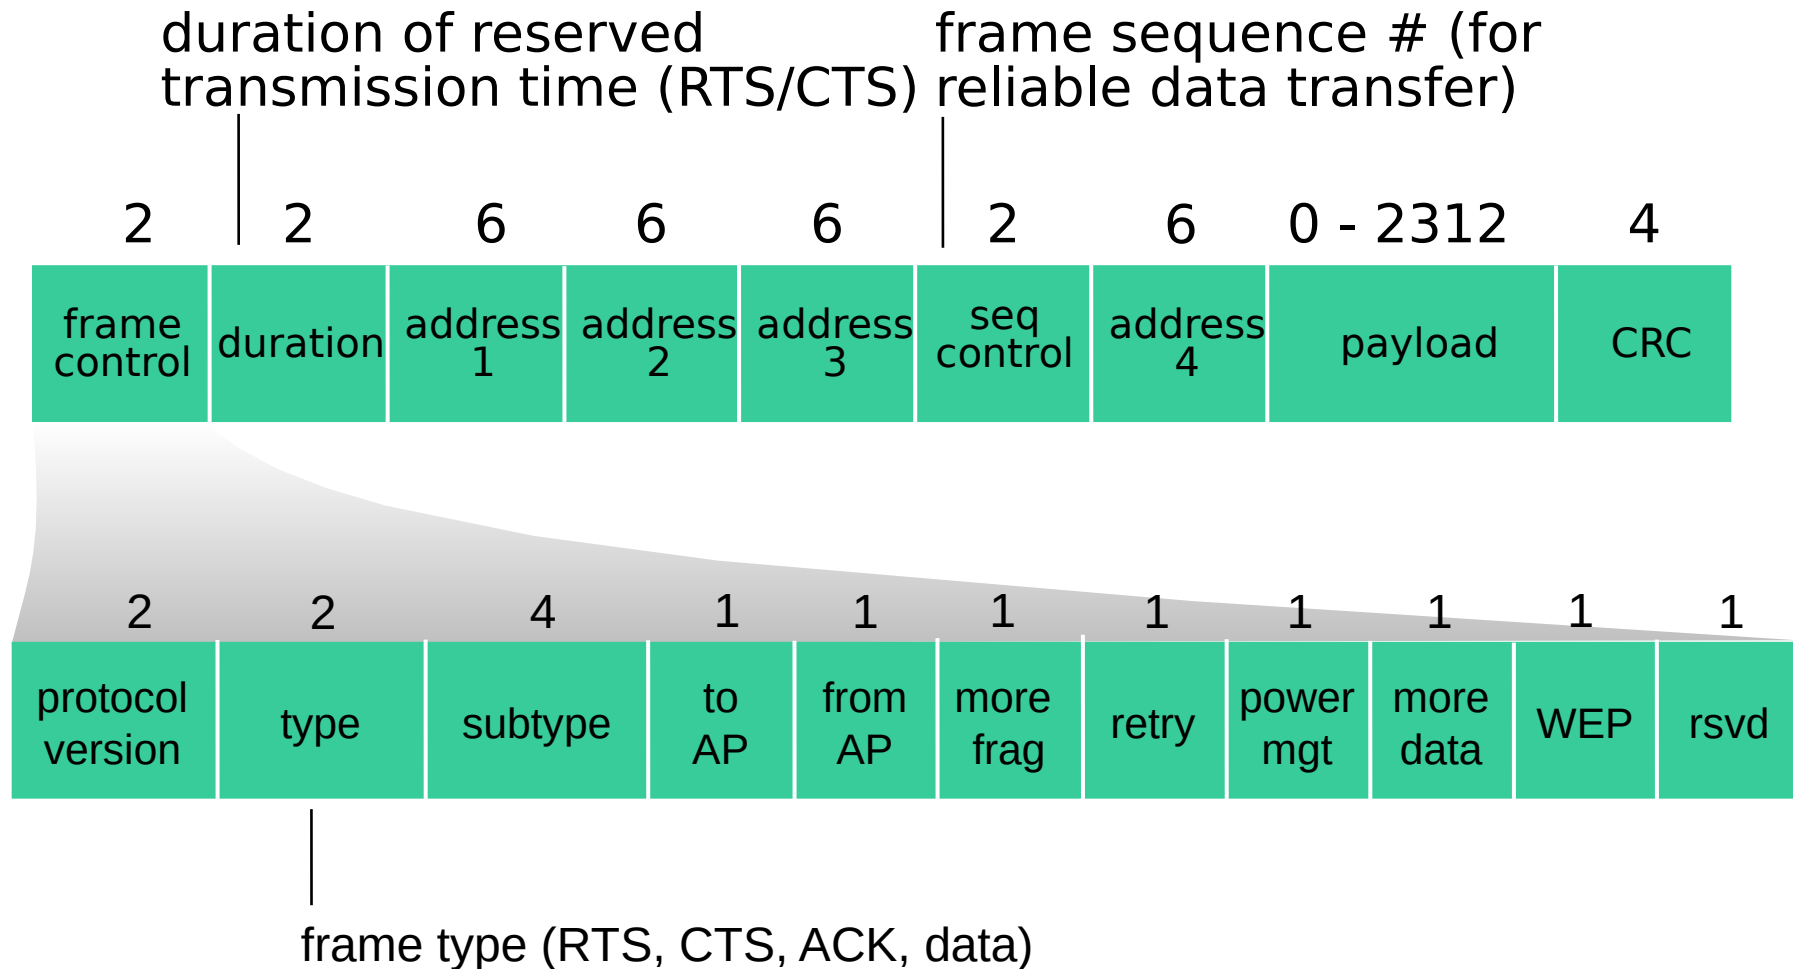 duration of reserved
transmission time (RTS/CTS)
frame sequence # (for
reliable data transfer)
2 2 6 6 6 2 6 0 - 2312 4
frame
control
duration
address
1
address
2
address
3
seq
control
address
4
payload
CRC
2 2 4 1 1 1 1 1 1 1 1
protocol
version
type
subtype
to
AP
from
AP
more
frag
retry
power
mgt
more
data
WEP
rsvd
frame type (RTS, CTS, ACK, data)